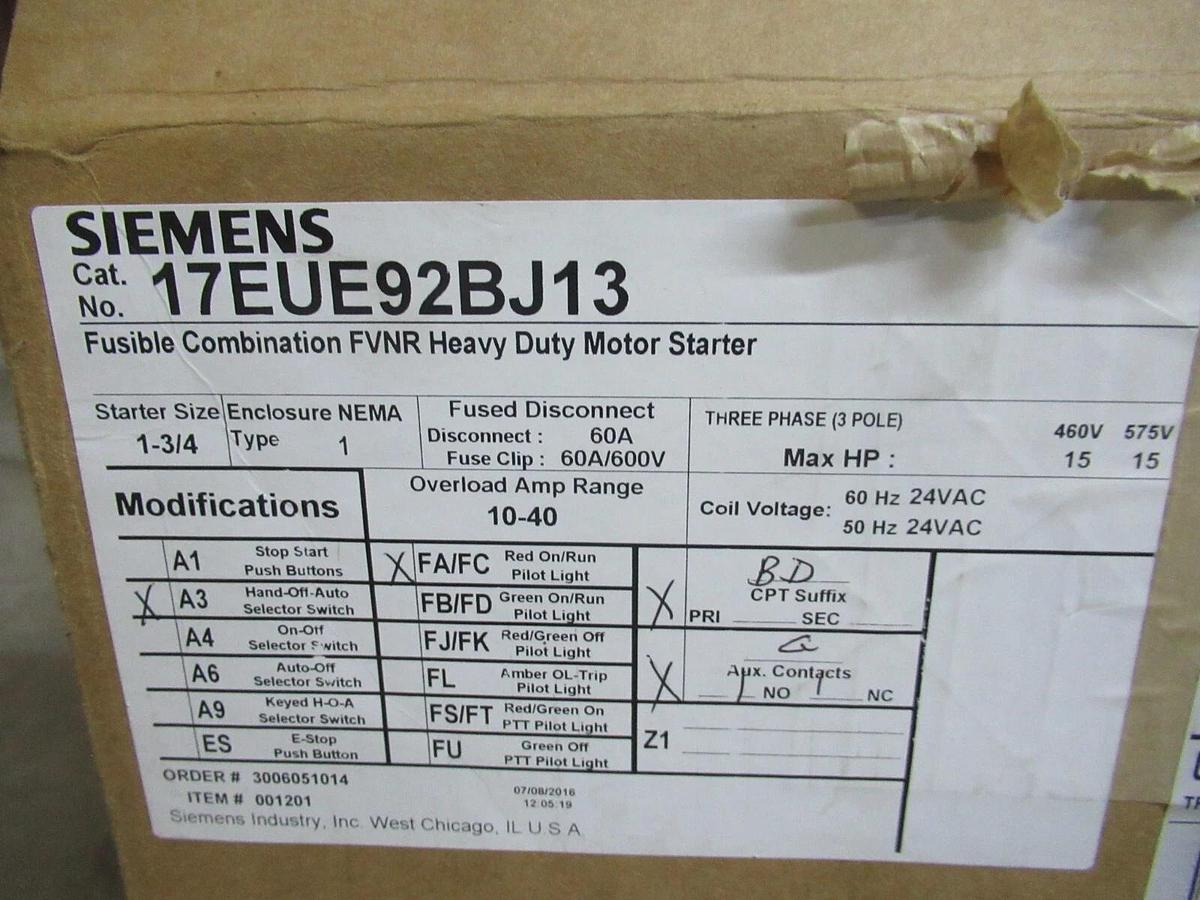 SIEMENS
Cat. No. 17EUE92BJ13
Fusible Combination FVNR Heavy Duty Motor Starter
Starter Size
1-3/4
Enclosure NEMA
Type 1
Fused Disconnect
Disconnect : 60A
Fuse Clip : 60A/600V
THREE PHASE (3 POLE)
460V 575V
Max HP : 15 15
Modifications
Overload Amp Range
10-40
Coil Voltage: 60 Hz 24VAC
50 Hz 24VAC
A1 Stop Start
Push Buttons
X A3 Hand-Off-Auto
Selector Switch
A4 On-Off
Selector Switch
A6 Auto-Off
Selector Switch
A9 Keyed H-O-A
Selector Switch
ES E-Stop
Push Button
X FA/FC Red On/Run
Pilot Light
FB/FD Green On/Run
Pilot Light
FJ/FK Red/Green Off
Pilot Light
FL Amber OL-Trip
Pilot Light
FS/FT Red/Green On
PTT Pilot Light
FU Green Off
PTT Pilot Light
X BD
CPT Suffix
PRI SEC
X
Aux. Contacts
1 NO 1 NC
Z1
ORDER # 3006051014
ITEM # 001201
07/08/2016
12:05:19
Siemens Industry, Inc. West Chicago, IL U.S.A.